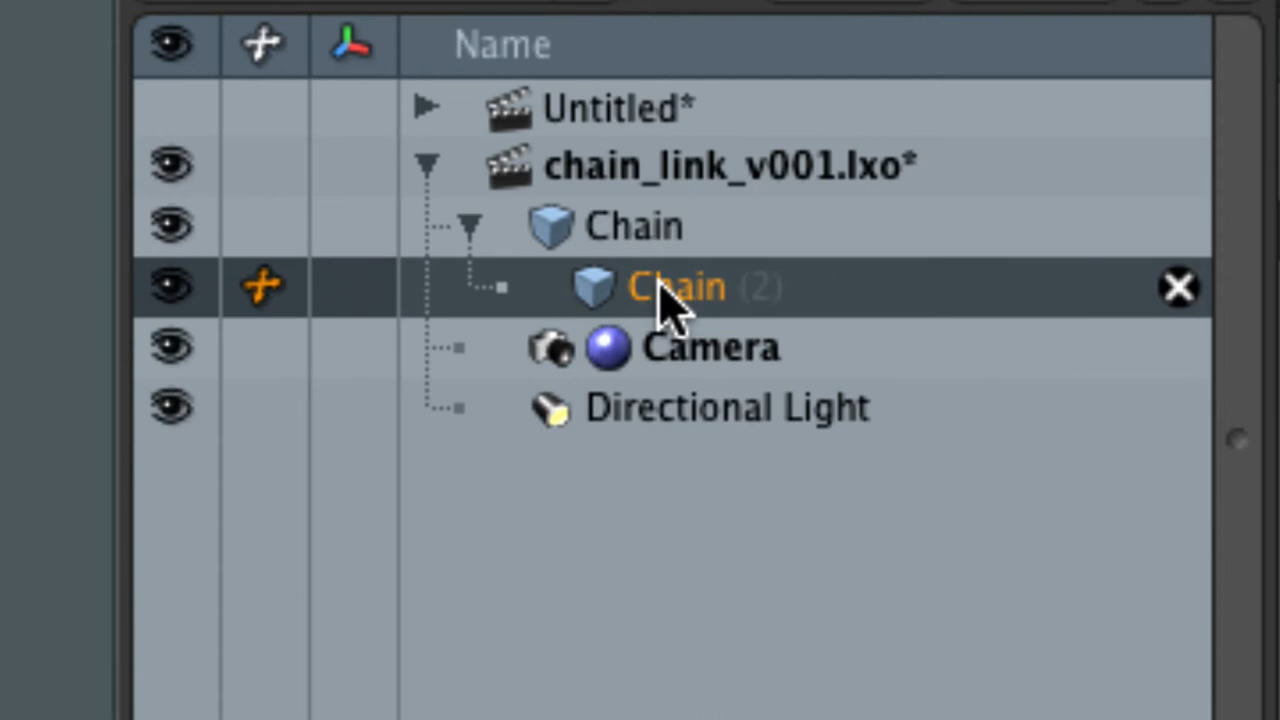 Name
Untitled*
chain_link_v001.lxo*
Chain
Chain (2)
Camera
Directional Light